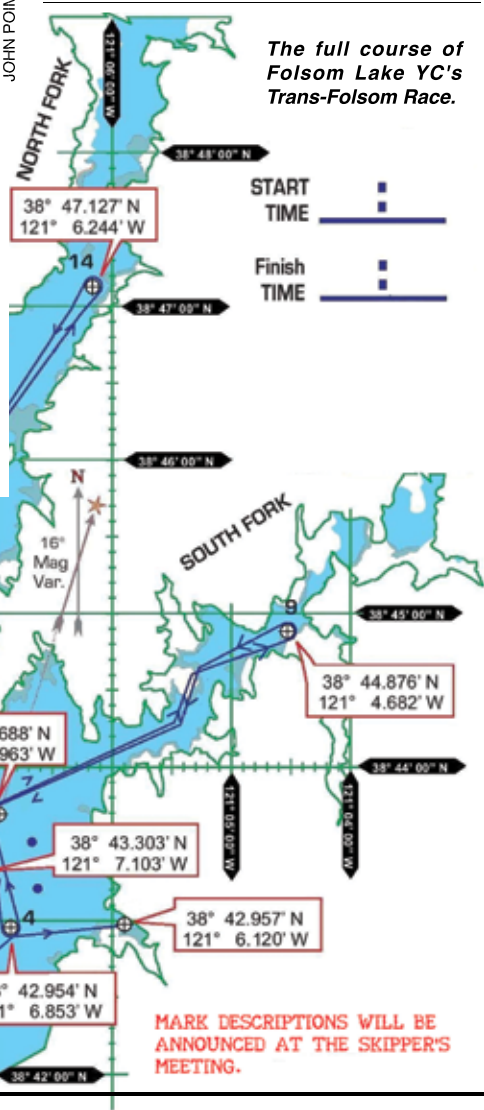 JOHN POIN
The full course of
Folsom Lake YC's
Trans-Folsom Race.
121° 06' 00" W
NORTH FORK
38° 48' 00" N
START
TIME
38° 47.127' N
121° 6.244' W
Finish
TIME
14
38° 47' 00" N
38° 46' 00" N
N
16°
Mag
Var.
SOUTH FORK
9
38° 45' 00" N
38° 44.876' N
121° 4.682' W
688' N
963' W
38° 44' 00" N
121° 05' 00" W
121° 04' 00" W
38° 43.303' N
121° 7.103' W
4
38° 42.957' N
121° 6.120' W
° 42.954' N
1° 6.853' W
MARK DESCRIPTIONS WILL BE
ANNOUNCED AT THE SKIPPER'S
MEETING.
38° 42' 00" N